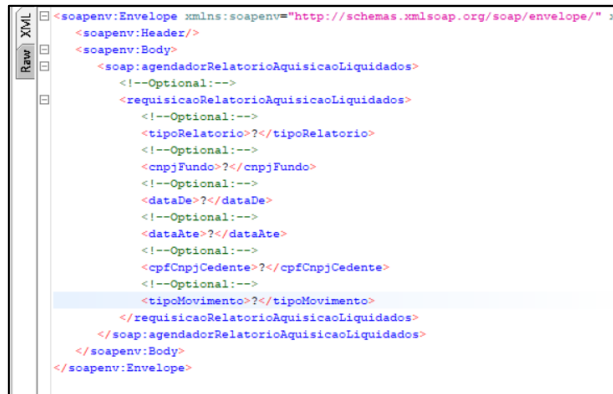 XML
Raw
<soapenv:Envelope xmlns:soapenv="http://schemas.xmlsoap.org/soap/envelope/"
<soapenv:Header/>
<soapenv:Body>
<soap:agendadorRelatorioAquisicaoLiquidados>
<!--Optional:-->
<requisicaoRelatorioAquisicaoLiquidados>
<!--Optional:-->
<tipoRelatorio>?</tipoRelatorio>
<!--Optional:-->
<cnpjFundo>?</cnpjFundo>
<!--Optional:-->
<dataDe>?</dataDe>
<!--Optional:-->
<dataAte>?</dataAte>
<!--Optional:-->
<cpfCnpjCedente>?</cpfCnpjCedente>
<!--Optional:-->
<tipoMovimento>?</tipoMovimento>
</requisicaoRelatorioAquisicaoLiquidados>
</soap:agendadorRelatorioAquisicaoLiquidados>
</soapenv:Body>
</soapenv:Envelope>